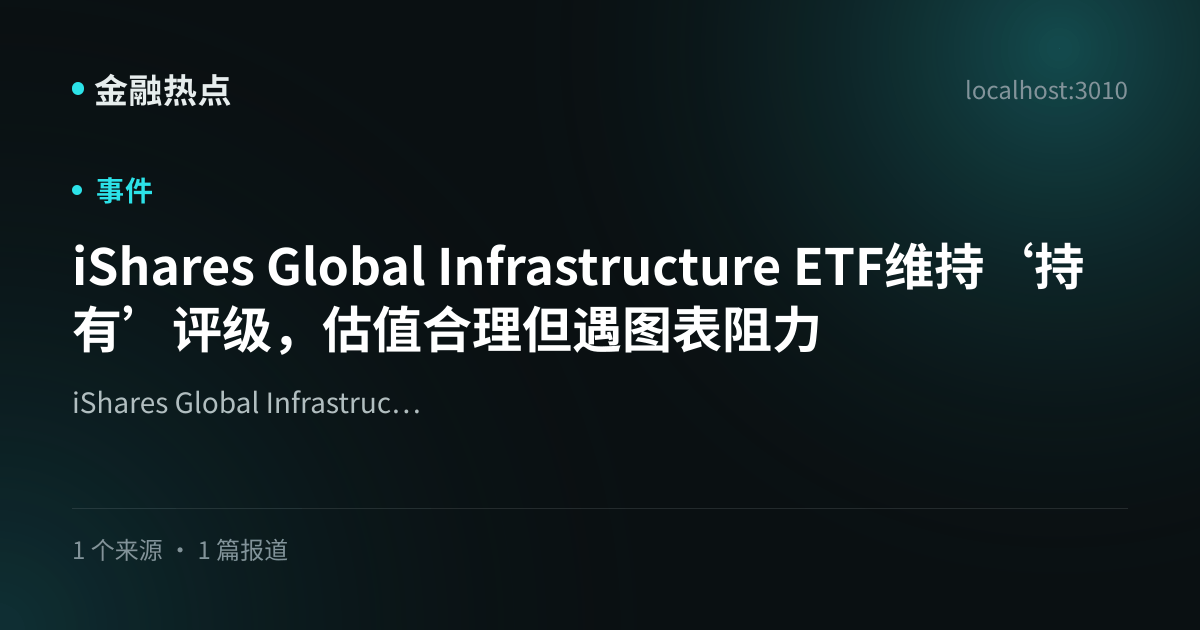 金融热点
localhost:3010
事件
iShares Global Infrastructure ETF维持‘持
有’评级，估值合理但遇图表阻力
iShares Global Infrastruc…
1 个来源 · 1 篇报道